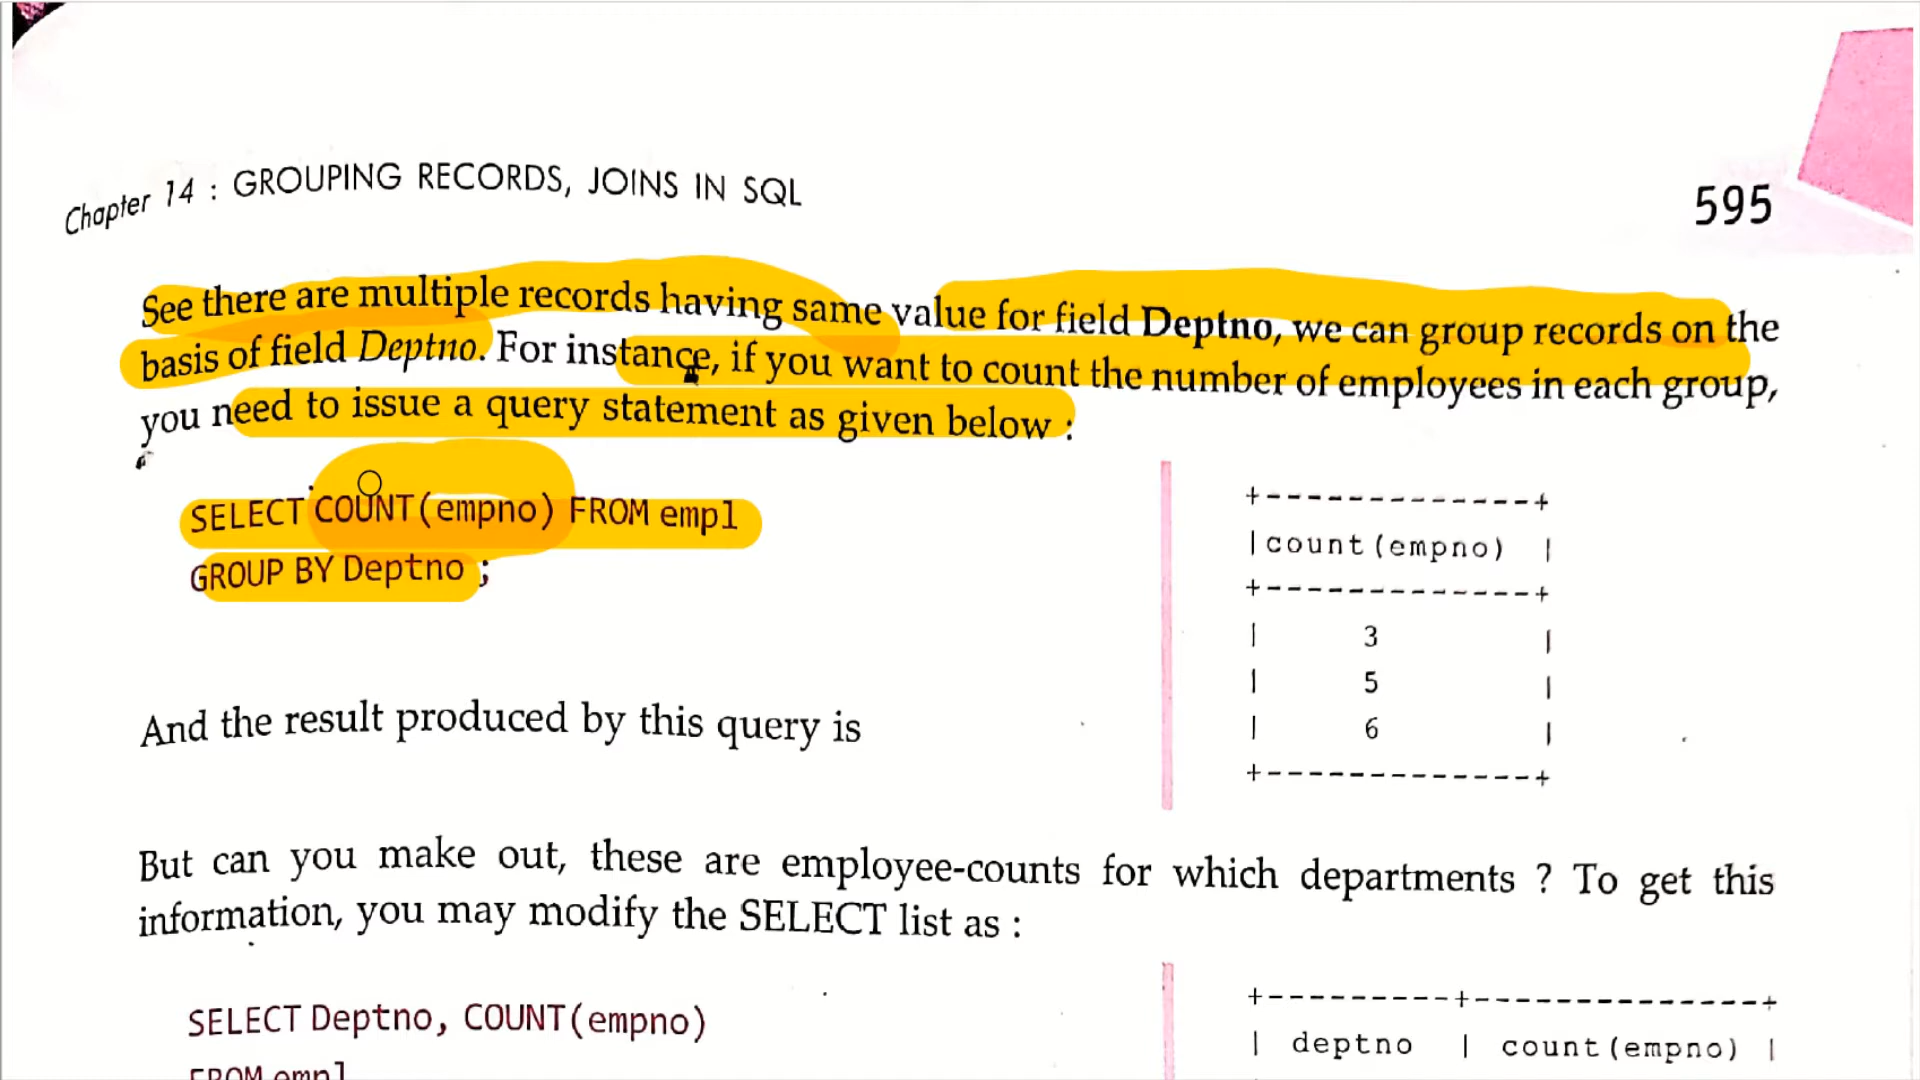 Chapter 14 : GROUPING RECORDS, JOINS IN SQL
595
See there are multiple records having same value for field Deptno, we can group records on the
basis of field Deptno. For instance, if you want to count the number of employees in each group,
you need to issue a query statement as given below :
SELECT COUNT(empno) FROM empl
GROUP BY Deptno ;
And the result produced by this query is
+--------------+
|count(empno) |
+--------------+
| 3 |
| 5 |
| 6 |
+--------------+
But can you make out, these are employee-counts for which departments ? To get this
information, you may modify the SELECT list as :
SELECT Deptno, COUNT(empno)
FROM empl
+---------+---------------+
| deptno | count(empno) |